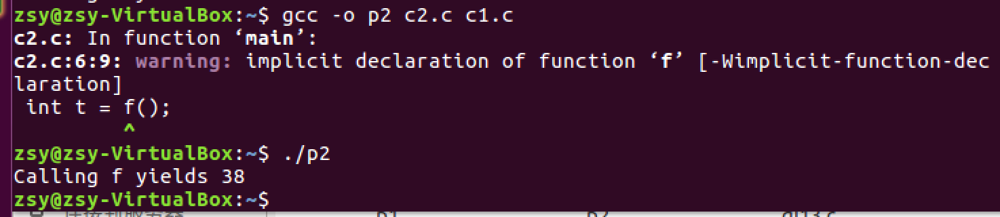 zsy@zsy-VirtualBox:~$ gcc -o p2 c2.c c1.c
c2.c: In function ‘main’:
c2.c:6:9: warning: implicit declaration of function ‘f’ [-Wimplicit-function-dec
laration]
 int t = f();
         ^
zsy@zsy-VirtualBox:~$ ./p2
Calling f yields 38
zsy@zsy-VirtualBox:~$